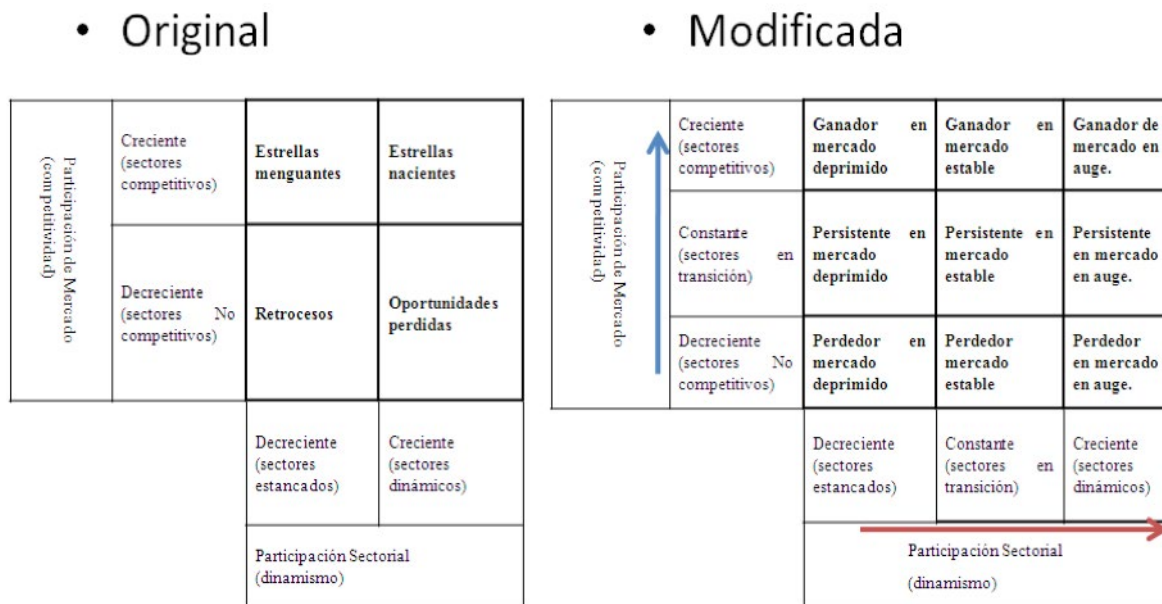 • Original
Participación de Mercado
(competitividad)
Creciente
(sectores
competitivos)
Estrellas
menguantes
Estrellas
nacientes
Decreciente
(sectores No
competitivos)
Retrocesos
Oportunidades
perdidas
Decreciente
(sectores
estancados)
Creciente
(sectores
dinámicos)
Participación Sectorial
(dinamismo)
• Modificada
Participación de Mercado
(competitividad)
Creciente
(sectores
competitivos)
Ganador en
mercado
deprimido
Ganador en
mercado
estable
Ganador de
mercado en
auge.
Constante
(sectores en
transición)
Persistente en
mercado
deprimido
Persistente en
mercado
estable
Persistente
en mercado
en auge.
Decreciente
(sectores No
competitivos)
Perdedor en
mercado
deprimido
Perdedor
mercado
estable
Perdedor
en mercado
en auge.
Decreciente
(sectores
estancados)
Constante
(sectores en
transición)
Creciente
(sectores
dinámicos)
Participación Sectorial
(dinamismo)